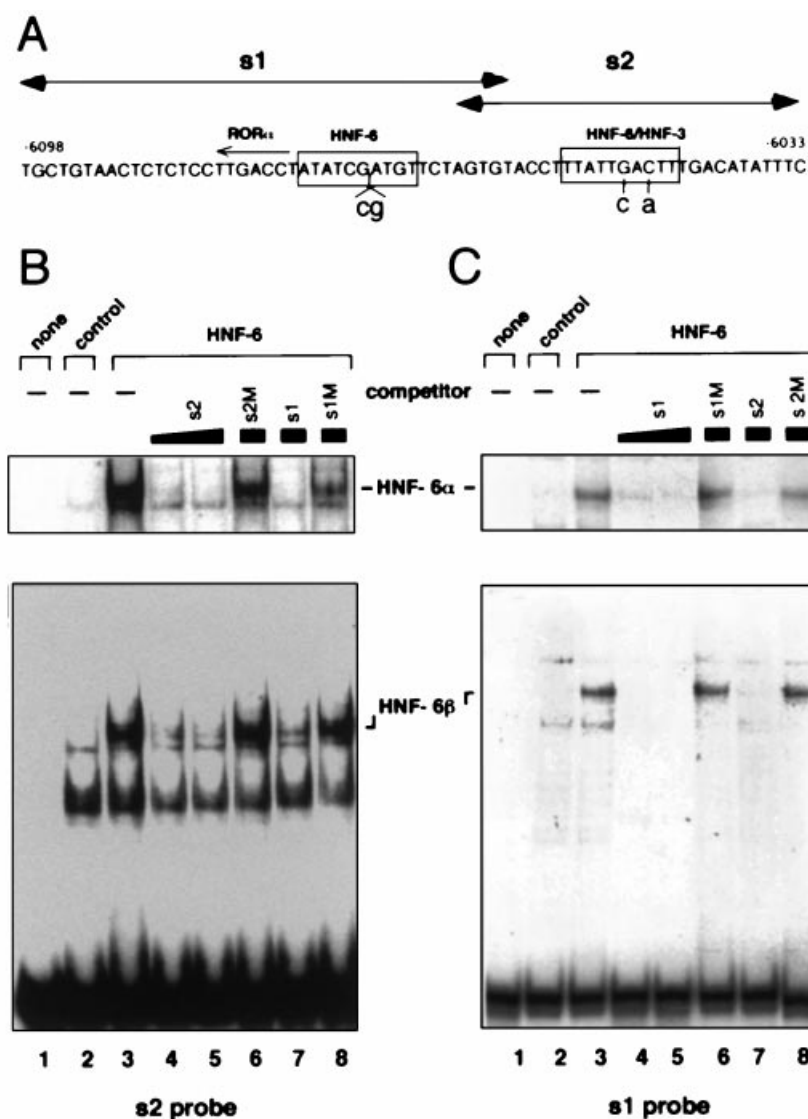 A
s1
s2
·6098
RORα
HNF-6
HNF-6/HNF-3
·6033
TGCTGTAACTCTCTCCTTGACCTATATCGATGTTCTAGTGTACCTTTATTGACTTTGACATATTTC
cg
c a
B
C
none
control
HNF-6
none
control
HNF-6
s2
s2M
s1
s1M
competitor
s1
s1M
s2
s2M
HNF- 6α
HNF- 6β
1 2 3 4 5 6 7 8
1 2 3 4 5 6 7 8
s2 probe
s1 probe